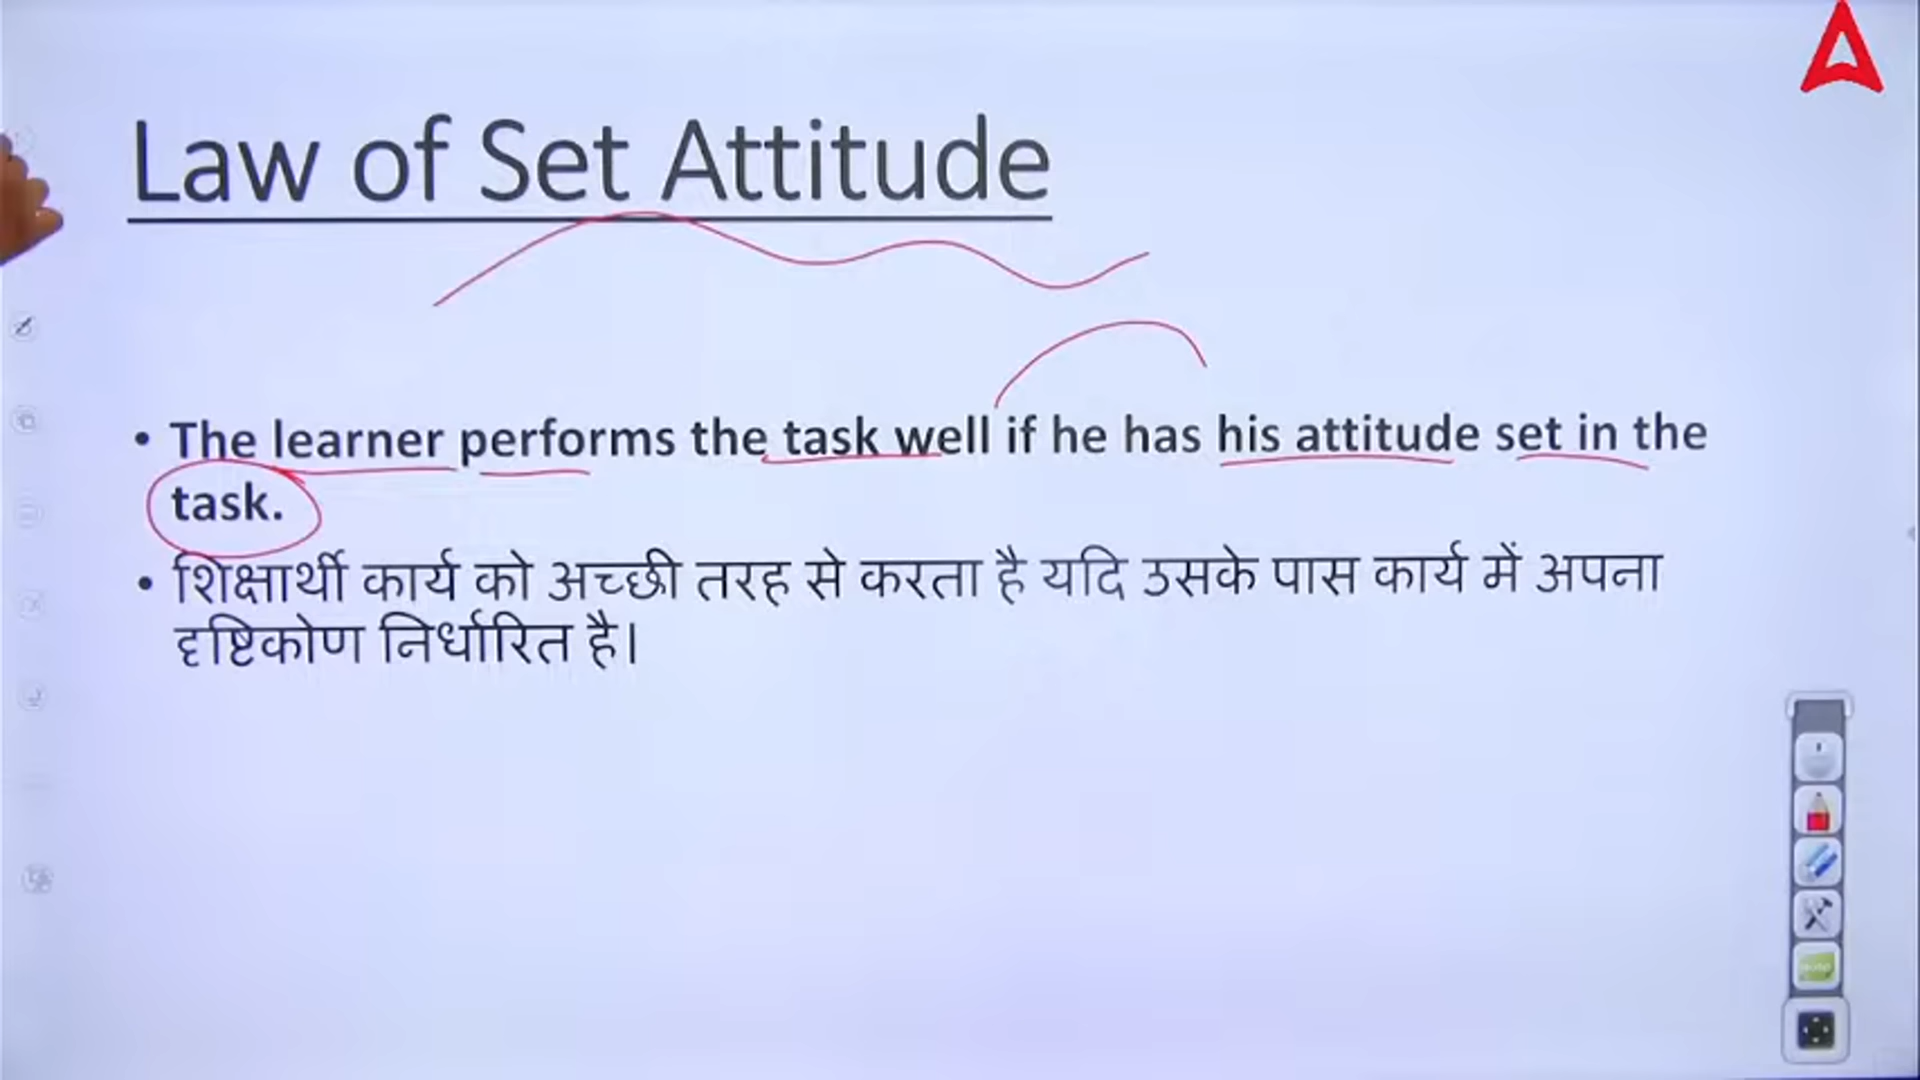 Law of Set Attitude
• The learner performs the task well if he has his attitude set in the
task.
• शिक्षार्थी कार्य को अच्छी तरह से करता है यदि उसके पास कार्य में अपना
दृष्टिकोण निर्धारित है।